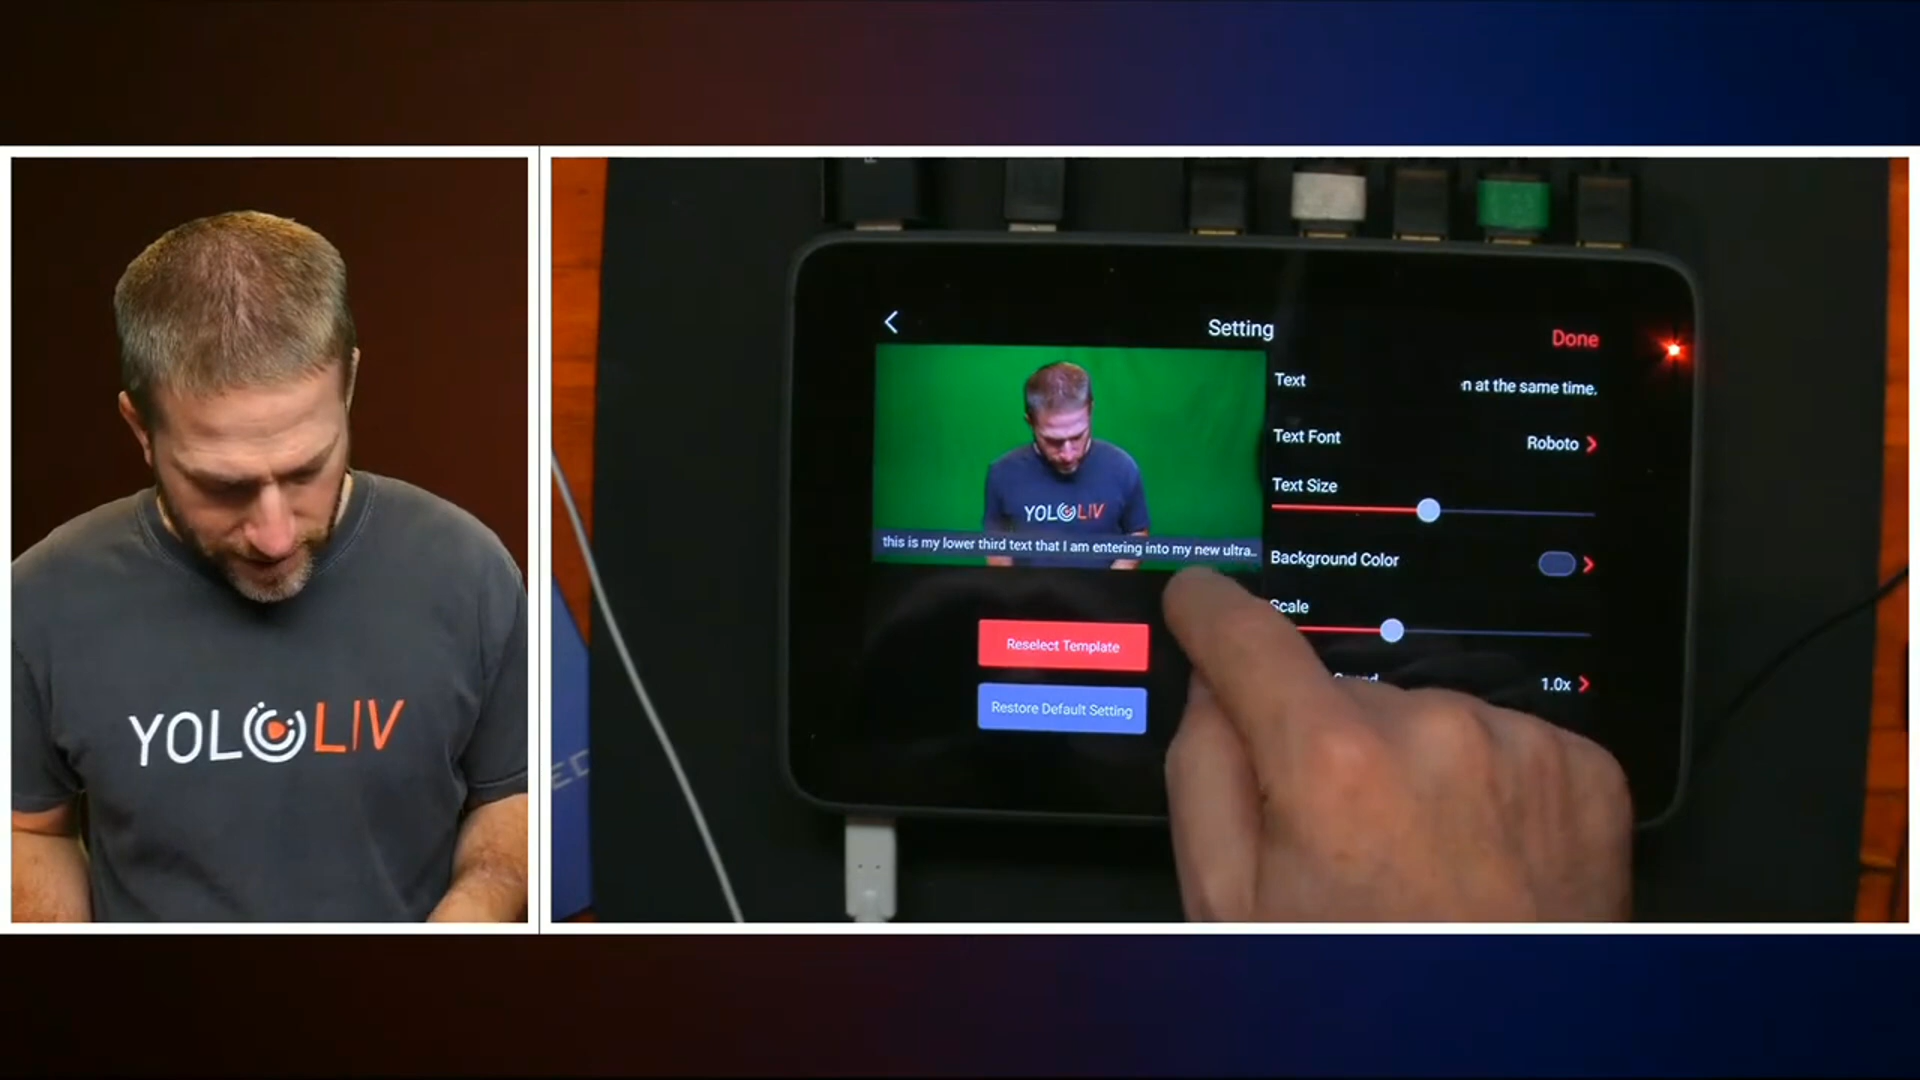 YOLOLIV
Setting
Done
Text
n at the same time.
Text Font
Roboto
Text Size
YOLOLIV
this is my lower third text that I am entering into my new ultra..
Background Color
Scale
Reselect Template
1.0x
Restore Default Setting